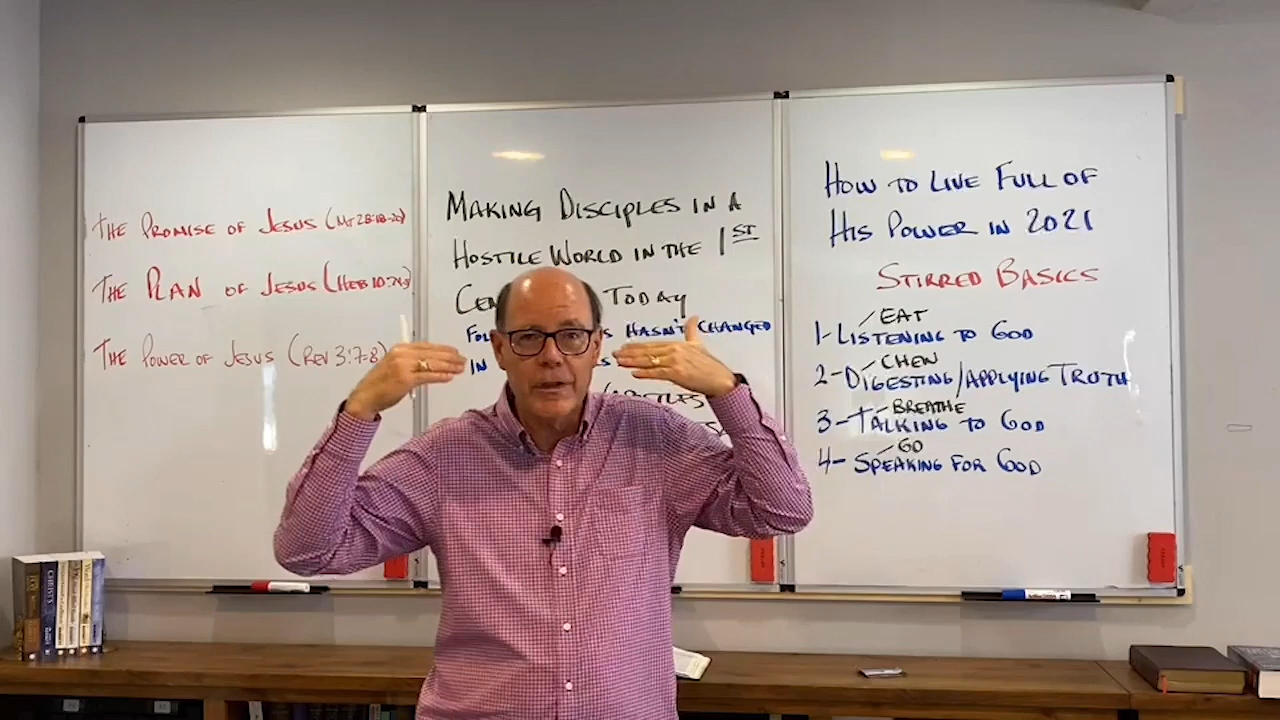 THE PROMISE OF JESUS (MT 28:18-20)
THE PLAN OF JESUS (HEB 10:24-)
THE POWER OF JESUS (REV 3:7-8)
MAKING DISCIPLES IN A
HOSTILE WORLD IN THE 1ST
TODAY
HASN'T CHANGED
IN
HOW TO LIVE FULL OF
HIS POWER IN 2021
STIRRED BASICS
EAT
1-LISTENING TO GOD
CHEW
2-DIGESTING/APPLYING TRUTH
BREATHE
3-TALKING TO GOD
GO
4-SPEAKING FOR GOD